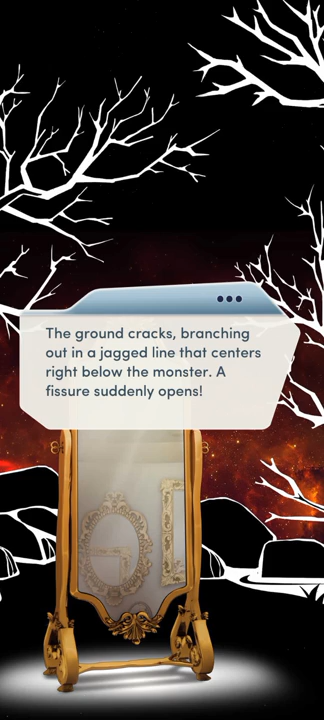 The ground cracks, branching
out in a jagged line that centers
right below the monster. A
fissure suddenly opens!